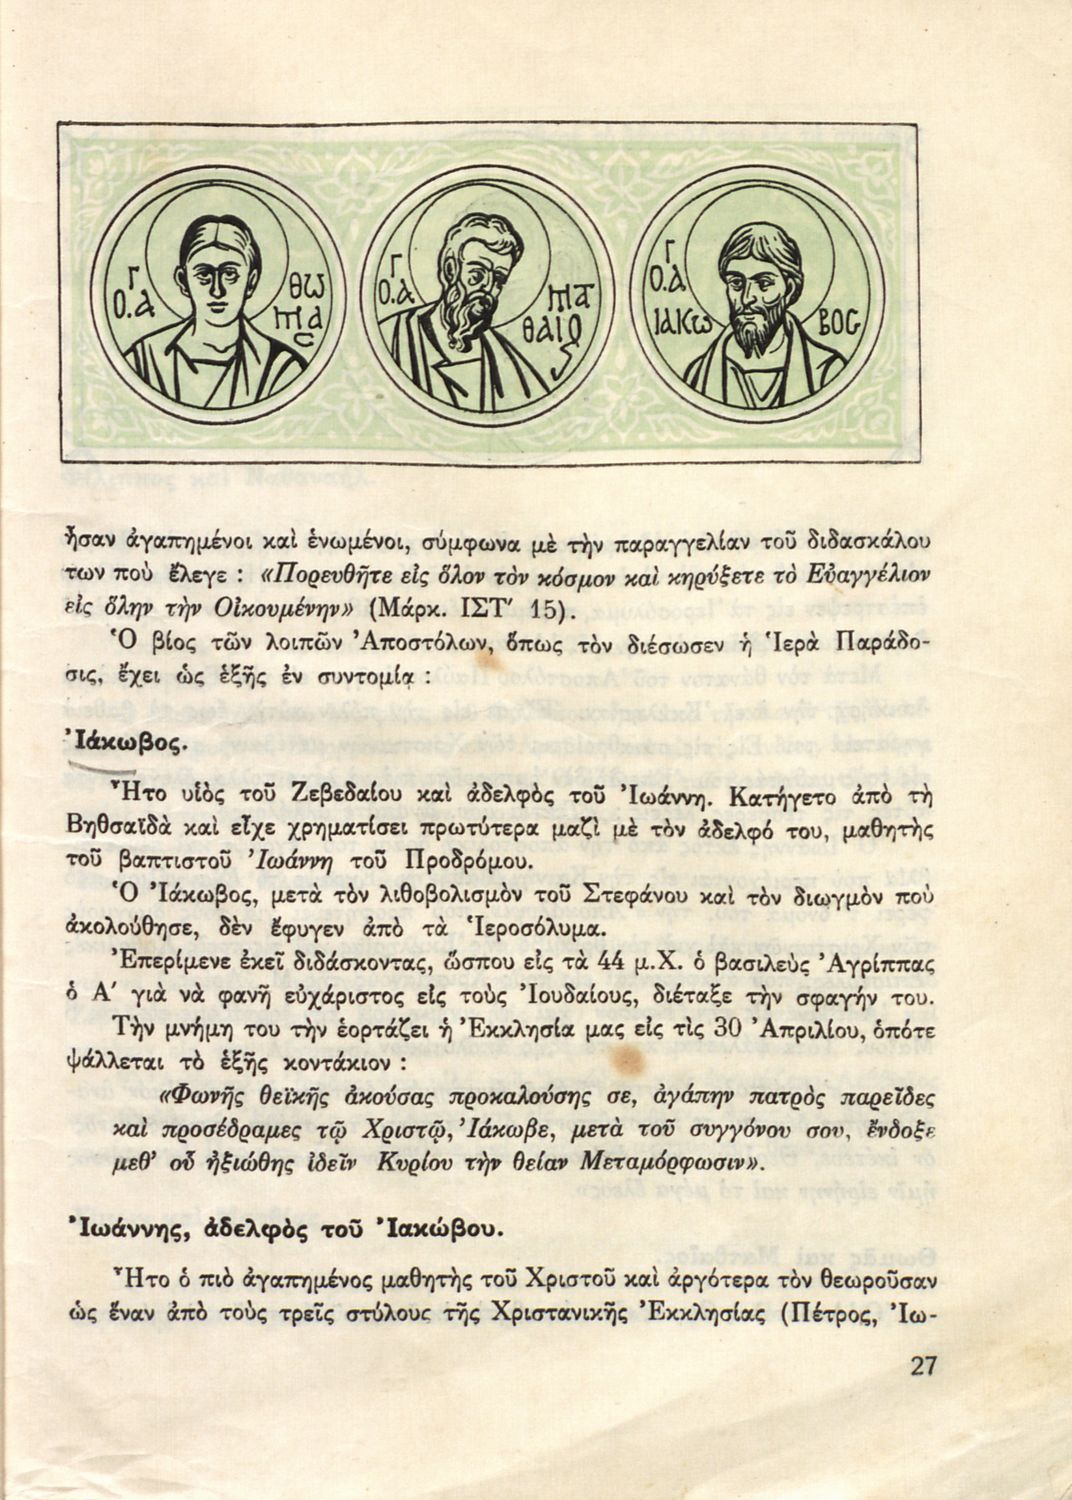 Ο.ΑΓ ΘΩΜΑC
Ο.ΑΓ ΜΑΤΘΑΙΟS
Ο.ΑΓ ΙΑΚΩΒΟC
ἦσαν ἀγαπημένοι καὶ ἑνωμένοι, σύμφωνα μὲ τὴν παραγγελίαν τοῦ διδασκάλου
των ποὺ ἔλεγε : «Πορευθῆτε εἰς ὅλον τὸν κόσμον καὶ κηρύξετε τὸ Εὐαγγέλιον
εἰς ὅλην τὴν Οἰκουμένην» (Μάρκ. ΙΣΤ′ 15).
Ὁ βίος τῶν λοιπῶν Ἀποστόλων, ὅπως τὸν διέσωσεν ἡ Ἱερὰ Παράδο-
σις, ἔχει ὡς ἑξῆς ἐν συντομίᾳ :
Ἰάκωβος.
Ἦτο υἱὸς τοῦ Ζεβεδαίου καὶ ἀδελφὸς τοῦ Ἰωάννη. Κατήγετο ἀπὸ τὴ
Βηθσαϊδὰ καὶ εἶχε χρηματίσει πρωτύτερα μαζὶ μὲ τὸν ἀδελφό του, μαθητὴς
τοῦ βαπτιστοῦ Ἰωάννη τοῦ Προδρόμου.
Ὁ Ἰάκωβος, μετὰ τὸν λιθοβολισμὸν τοῦ Στεφάνου καὶ τὸν διωγμὸν ποὺ
ἀκολούθησε, δὲν ἔφυγεν ἀπὸ τὰ Ἱεροσόλυμα.
Ἐπερίμενε ἐκεῖ διδάσκοντας, ὥσπου εἰς τὰ 44 μ.Χ. ὁ βασιλεὺς Ἀγρίππας
ὁ Α′ γιὰ νὰ φανῆ εὐχάριστος εἰς τοὺς Ἰουδαίους, διέταξε τὴν σφαγήν του.
Τὴν μνήμη του τὴν ἑορτάζει ἡ Ἐκκλησία μας εἰς τὶς 30 Ἀπριλίου, ὁπότε
ψάλλεται τὸ ἑξῆς κοντάκιον :
«Φωνῆς θεϊκῆς ἀκούσας προκαλούσης σε, ἀγάπην πατρὸς παρεῖδες
καὶ προσέδραμες τῷ Χριστῷ, Ἰάκωβε, μετὰ τοῦ συγγόνου σου, ἔνδοξε
μεθ’ οὗ ἠξιώθης ἰδεῖν Κυρίου τὴν θείαν Μεταμόρφωσιν».
Ἰωάννης, ἀδελφὸς τοῦ Ἰακώβου.
Ἦτο ὁ πιὸ ἀγαπημένος μαθητὴς τοῦ Χριστοῦ καὶ ἀργότερα τὸν θεωροῦσαν
ὡς ἕναν ἀπὸ τοὺς τρεῖς στύλους τῆς Χριστανικῆς Ἐκκλησίας (Πέτρος, Ἰω-
27